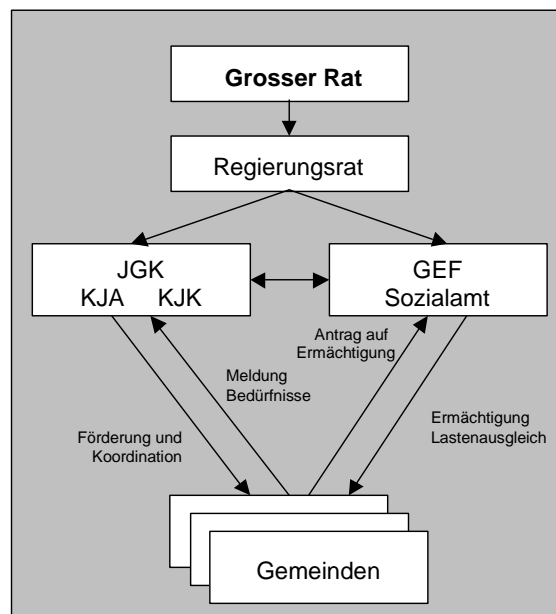 Grosser Rat
Regierungsrat
JGK
KJA KJK
GEF
Sozialamt
Antrag auf
Ermächtigung
Meldung
Bedürfnisse
Ermächtigung
Lastenausgleich
Förderung und
Koordination
Gemeinden